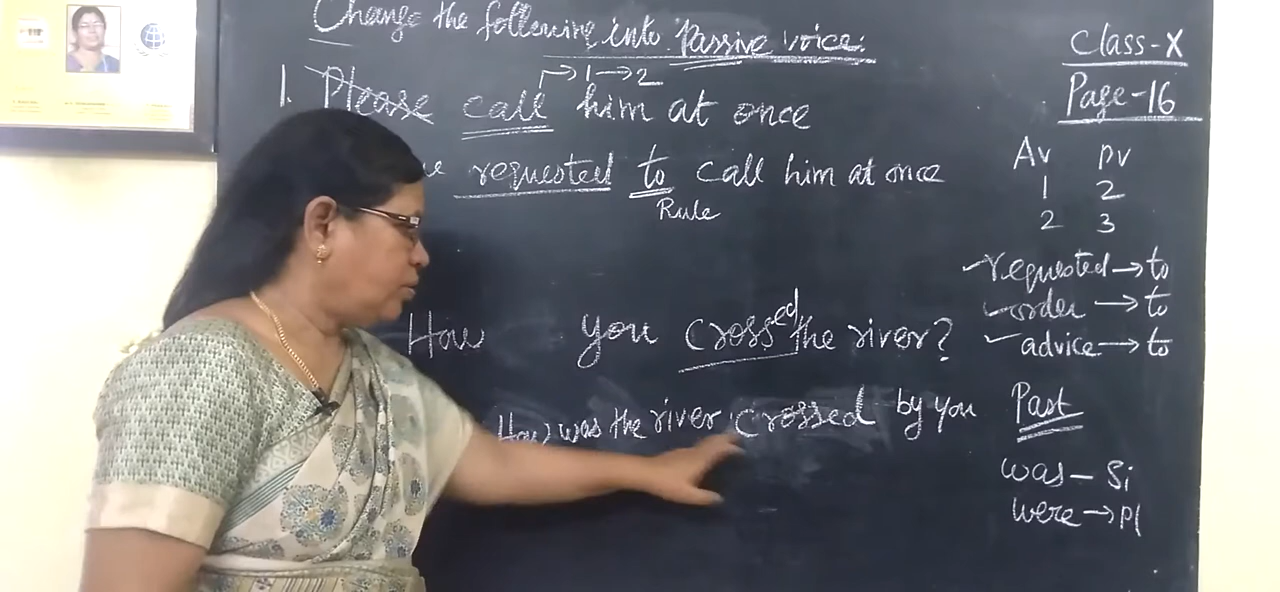 Change the following into Passive voice:
Class-X
Page-16
1 → 2
1. Please call him at once
requested to call him at once
Rule
AV PV
1 2
2 3
requested → to
order → to
advice → to
How you crossed the river?
How was the river crossed by you
Past
was - Si
were → Pl